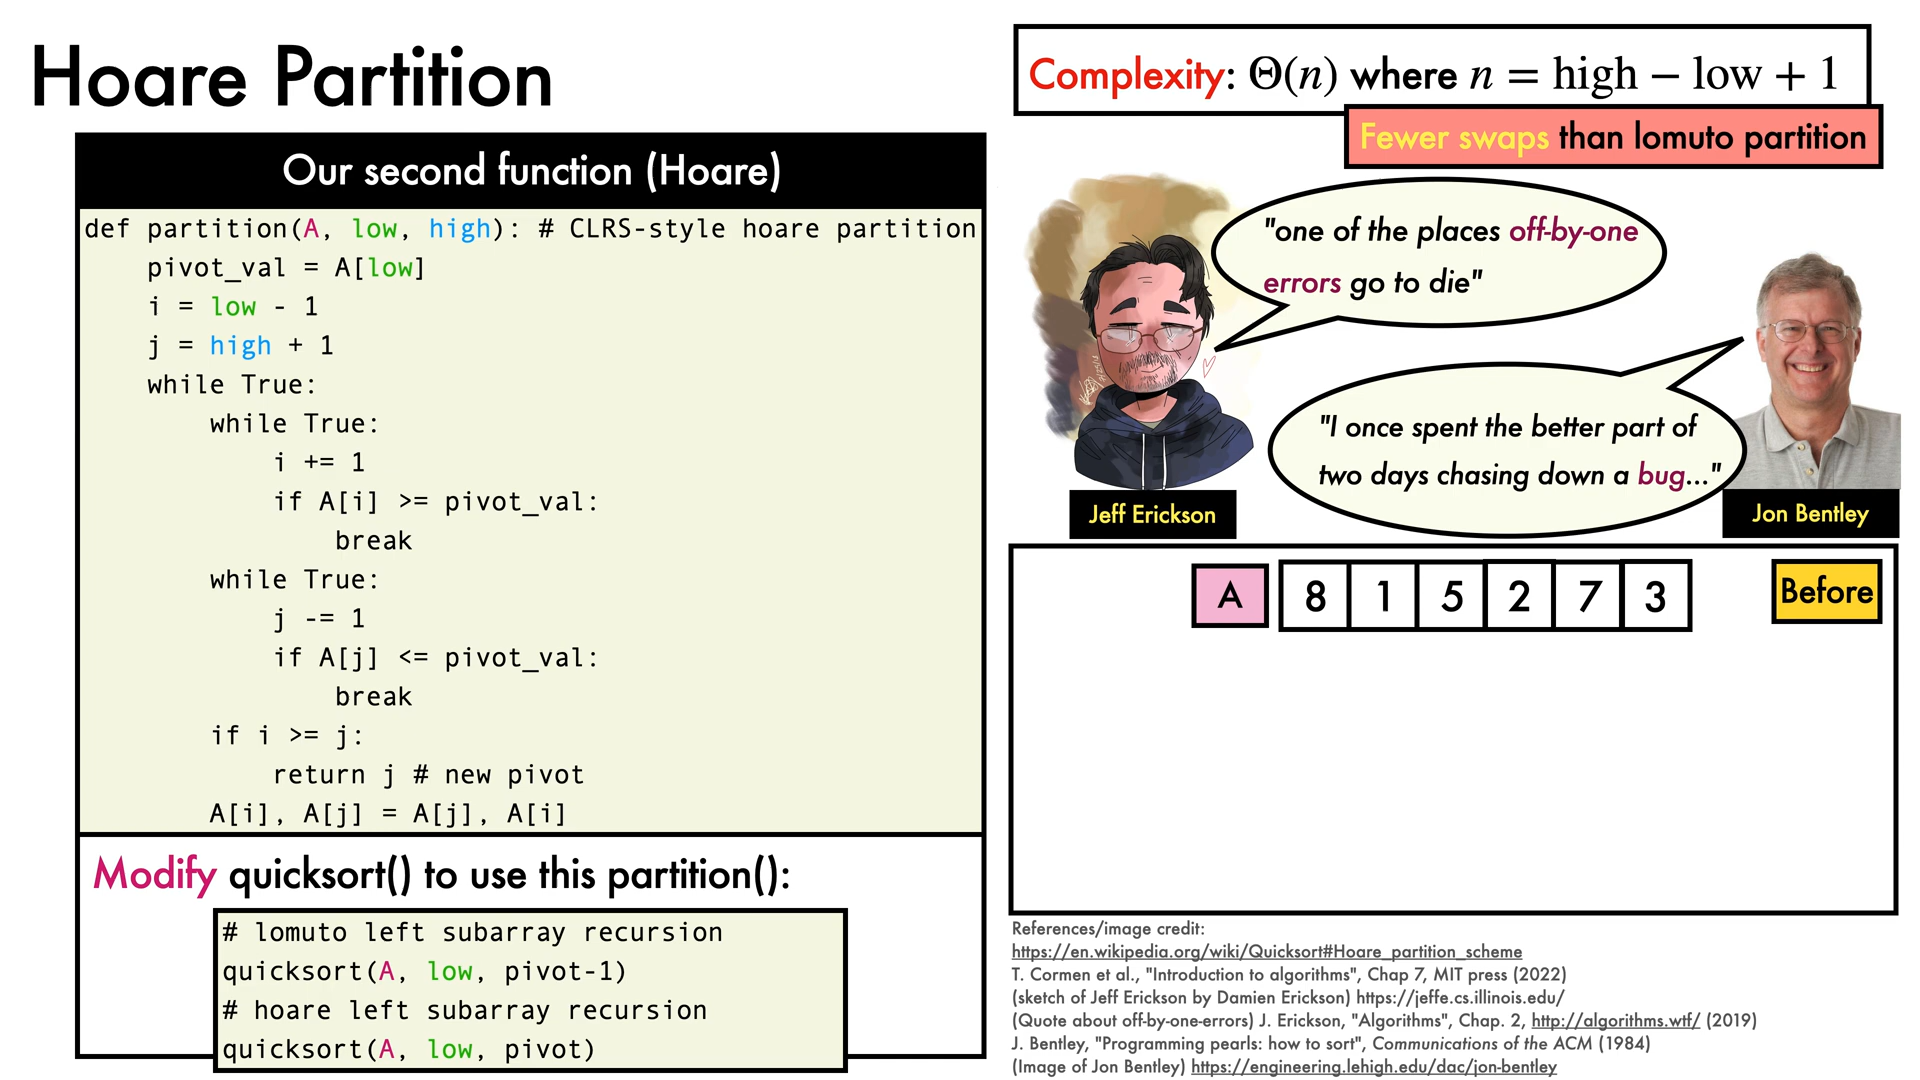 Hoare Partition
Our second function (Hoare)
def partition(A, low, high): # CLRS-style hoare partition
    pivot_val = A[low]
    i = low - 1
    j = high + 1
    while True:
        while True:
            i += 1
            if A[i] >= pivot_val:
                break
        while True:
            j -= 1
            if A[j] <= pivot_val:
                break
        if i >= j:
            return j # new pivot
        A[i], A[j] = A[j], A[i]
Modify quicksort() to use this partition():
# lomuto left subarray recursion
quicksort(A, low, pivot-1)
# hoare left subarray recursion
quicksort(A, low, pivot)
Complexity: Θ(n) where n = high − low + 1
Fewer swaps than lomuto partition
"one of the places off-by-one
errors go to die"
Jeff Erickson
"I once spent the better part of
two days chasing down a bug..."
Jon Bentley
A 8 1 5 2 7 3 Before
References/image credit:
https://en.wikipedia.org/wiki/Quicksort#Hoare_partition_scheme
T. Cormen et al., "Introduction to algorithms", Chap 7, MIT press (2022)
(sketch of Jeff Erickson by Damien Erickson) https://jeffe.cs.illinois.edu/
(Quote about off-by-one-errors) J. Erickson, "Algorithms", Chap. 2, http://algorithms.wtf/ (2019)
J. Bentley, "Programming pearls: how to sort", Communications of the ACM (1984)
(Image of Jon Bentley) https://engineering.lehigh.edu/dac/jon-bentley